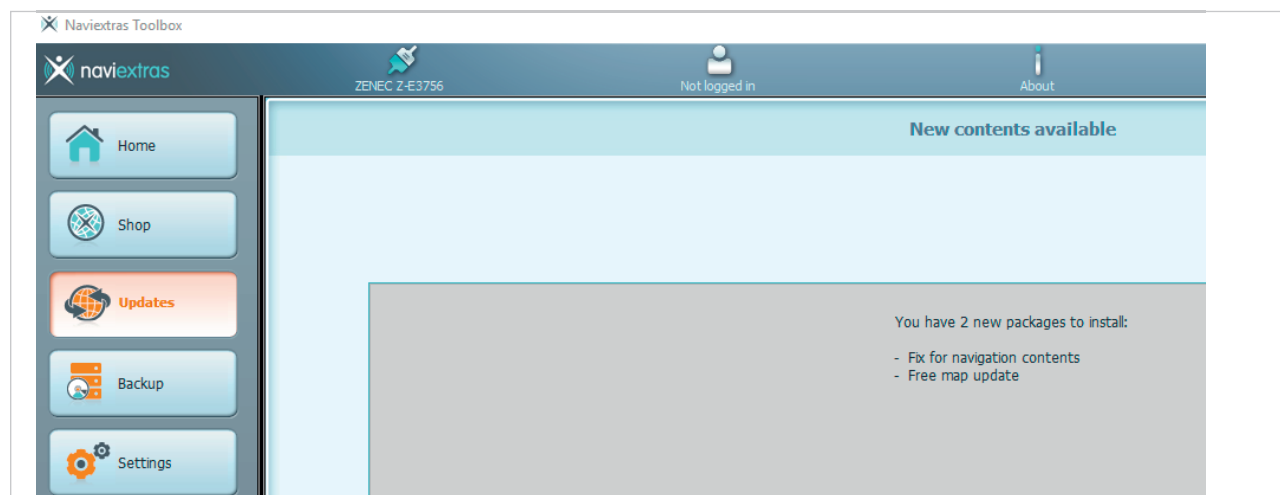 Naviextras Toolbox
naviextras
ZENEC Z-E3756
Not logged in
About
New contents available
Home
Shop
Updates
Backup
Settings
You have 2 new packages to install:
- Fix for navigation contents
- Free map update